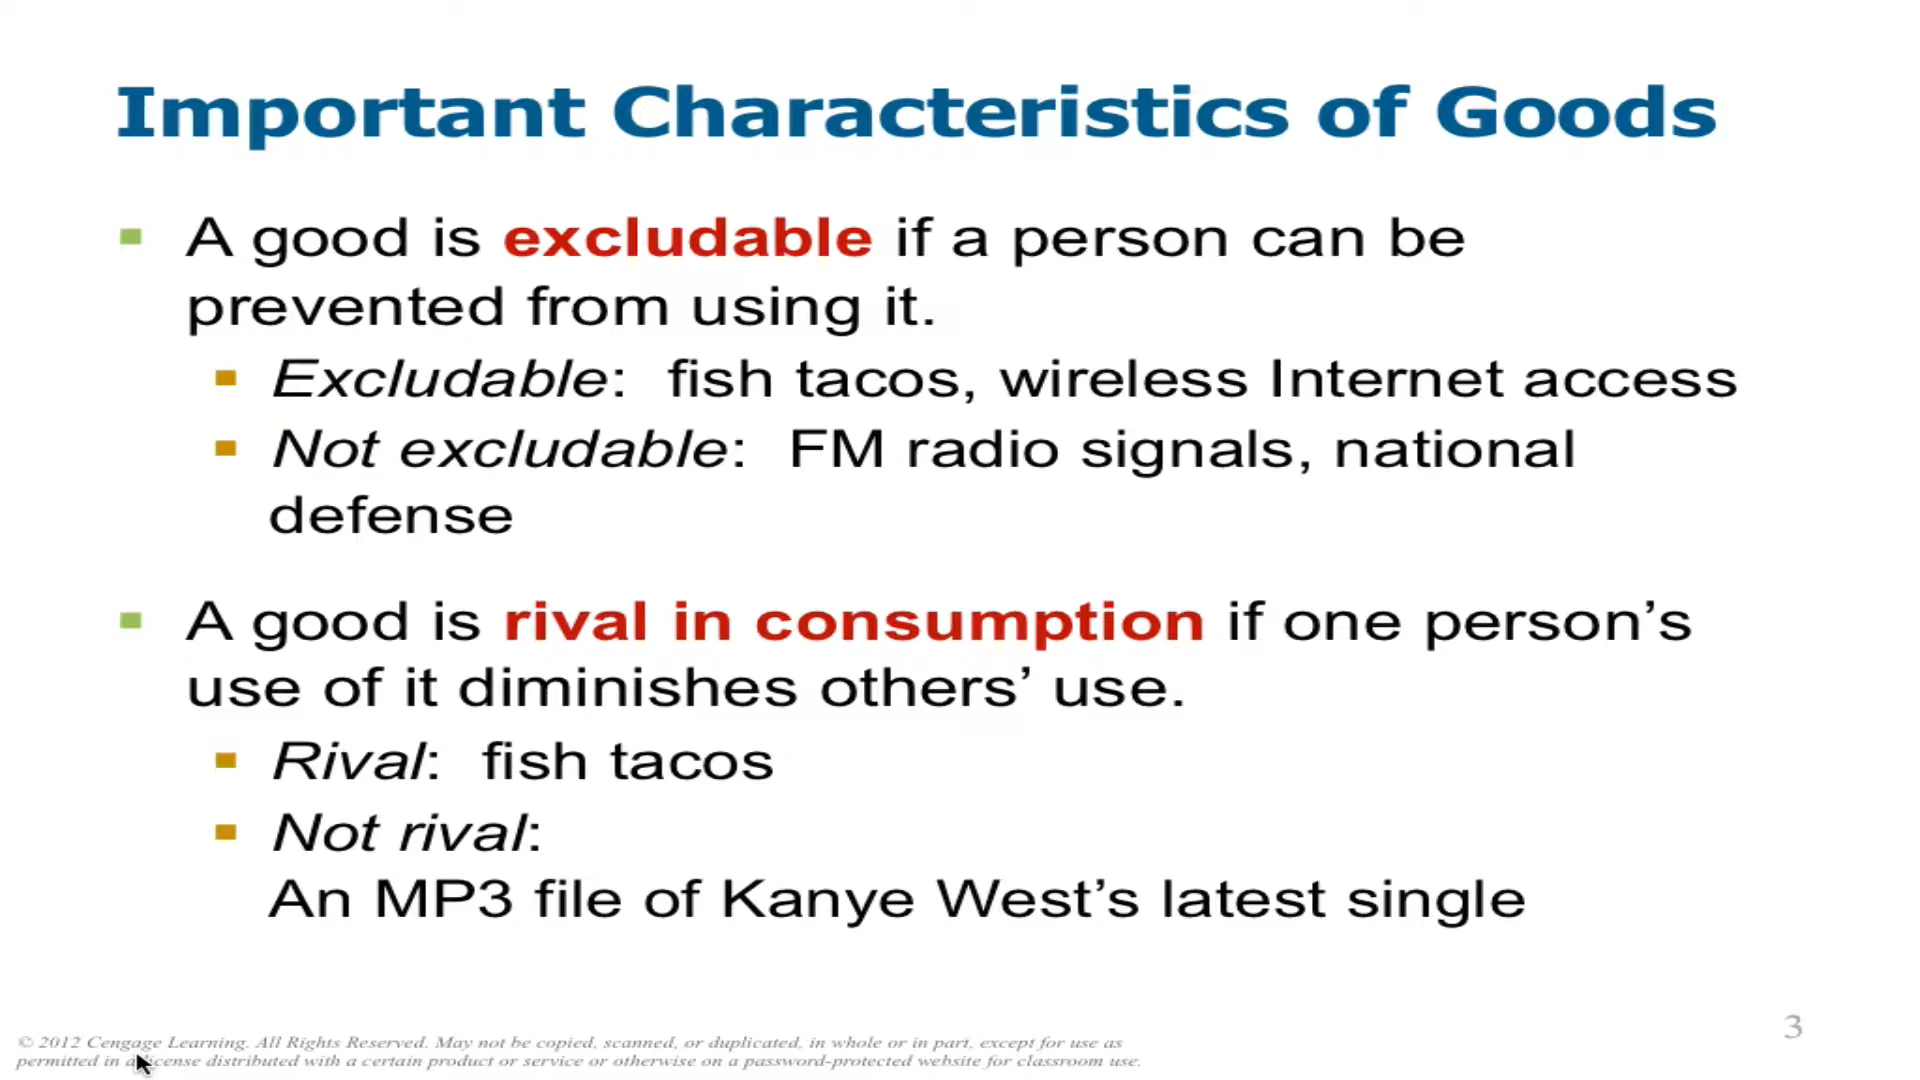 Important Characteristics of Goods
A good is excludable if a person can be
prevented from using it.
Excludable: fish tacos, wireless Internet access
Not excludable: FM radio signals, national
defense
A good is rival in consumption if one person’s
use of it diminishes others’ use.
Rival: fish tacos
Not rival:
An MP3 file of Kanye West’s latest single
© 2012 Cengage Learning. All Rights Reserved. May not be copied, scanned, or duplicated, in whole or in part, except for use as
permitted in a license distributed with a certain product or service or otherwise on a password-protected website for classroom use.
3